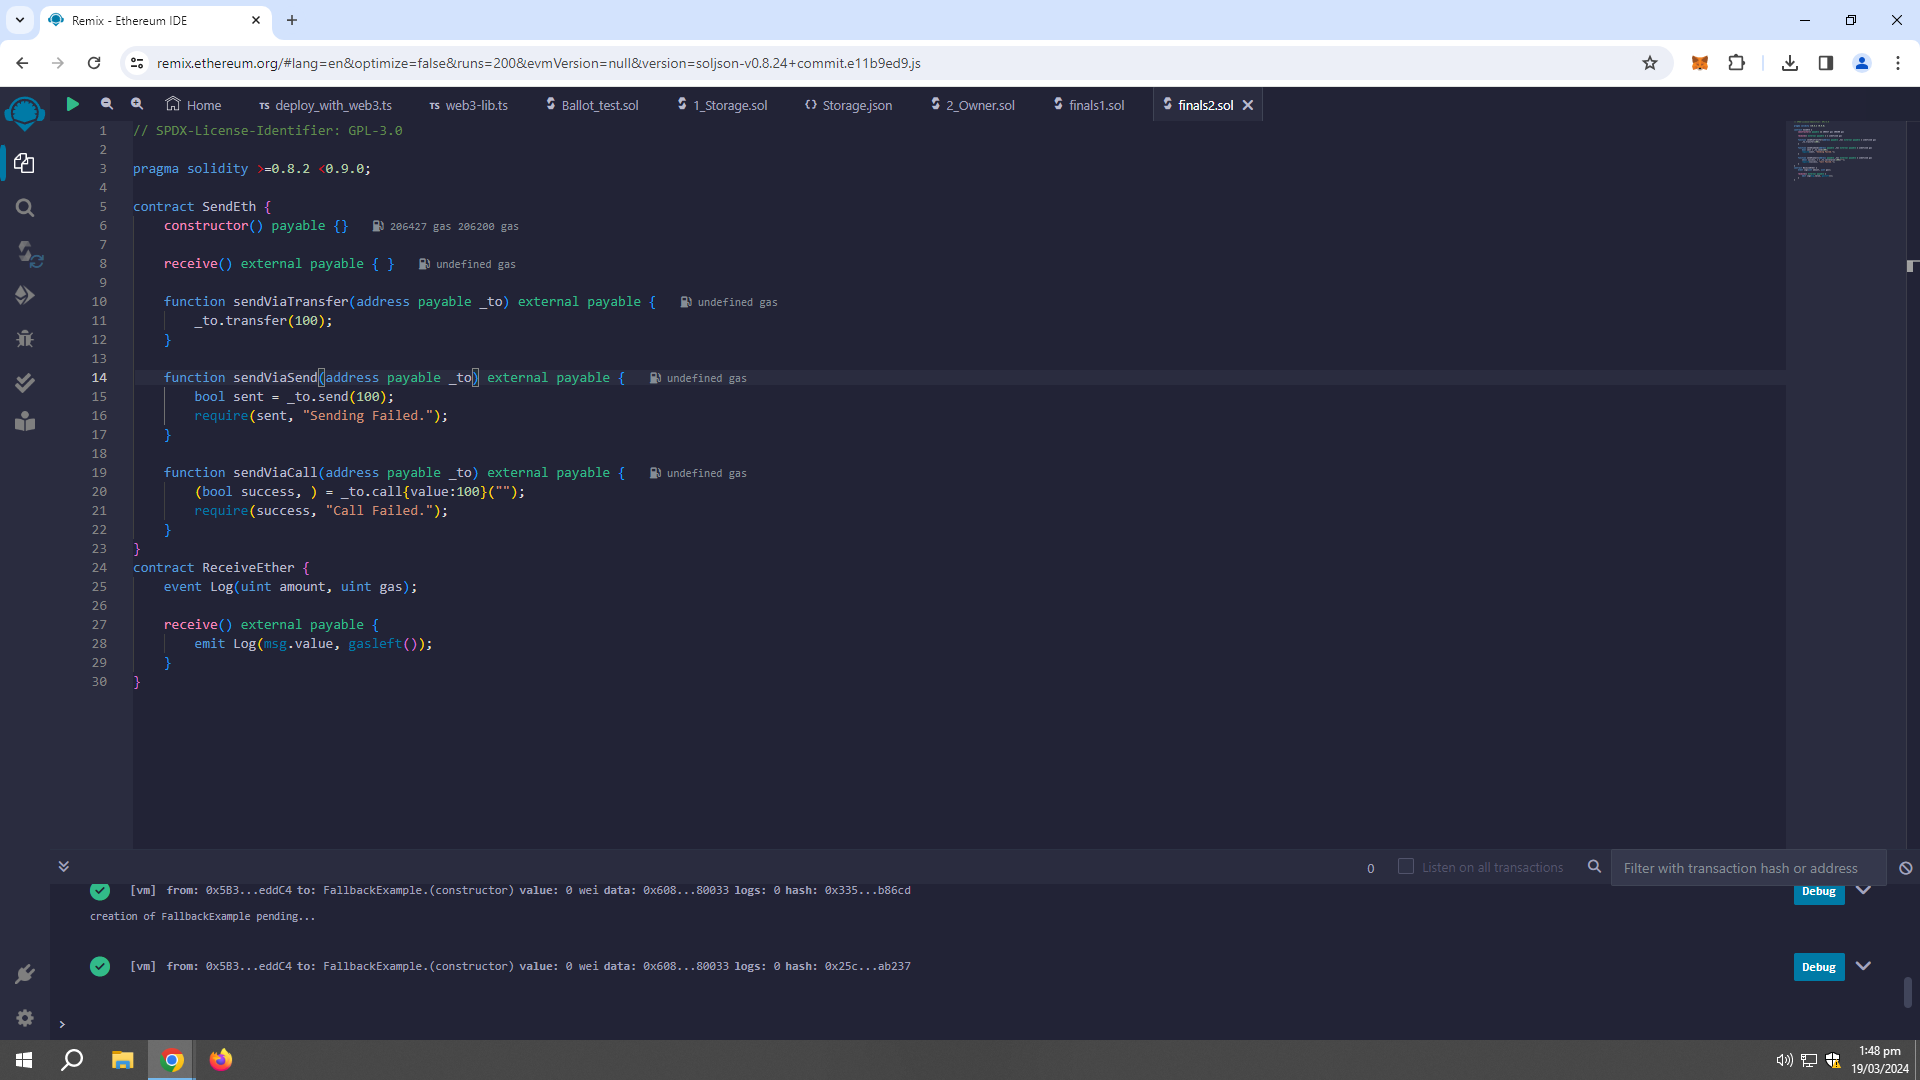 Remix - Ethereum IDE
remix.ethereum.org/#lang=en&optimize=false&runs=200&evmVersion=null&version=soljson-v0.8.24+commit.e11b9ed9.js
Home TS deploy_with_web3.ts TS web3-lib.ts Ballot_test.sol 1_Storage.sol Storage.json 2_Owner.sol finals1.sol finals2.sol
1 // SPDX-License-Identifier: GPL-3.0
2
3 pragma solidity >=0.8.2 <0.9.0;
4
5 contract SendEth {
6 constructor() payable {} 206427 gas 206200 gas
7
8 receive() external payable { } undefined gas
9
10 function sendViaTransfer(address payable _to) external payable { undefined gas
11 _to.transfer(100);
12 }
13
14 function sendViaSend(address payable _to) external payable { undefined gas
15 bool sent = _to.send(100);
16 require(sent, "Sending Failed.");
17 }
18
19 function sendViaCall(address payable _to) external payable { undefined gas
20 (bool success, ) = _to.call{value:100}("");
21 require(success, "Call Failed.");
22 }
23 }
24 contract ReceiveEther {
25 event Log(uint amount, uint gas);
26
27 receive() external payable {
28 emit Log(msg.value, gasleft());
29 }
30 }
0 Listen on all transactions Filter with transaction hash or address
[vm] from: 0x5B3...eddC4 to: FallbackExample.(constructor) value: 0 wei data: 0x608...80033 logs: 0 hash: 0x335...b86cd Debug
creation of FallbackExample pending...
[vm] from: 0x5B3...eddC4 to: FallbackExample.(constructor) value: 0 wei data: 0x608...80033 logs: 0 hash: 0x25c...ab237 Debug
>
1:48 pm
19/03/2024